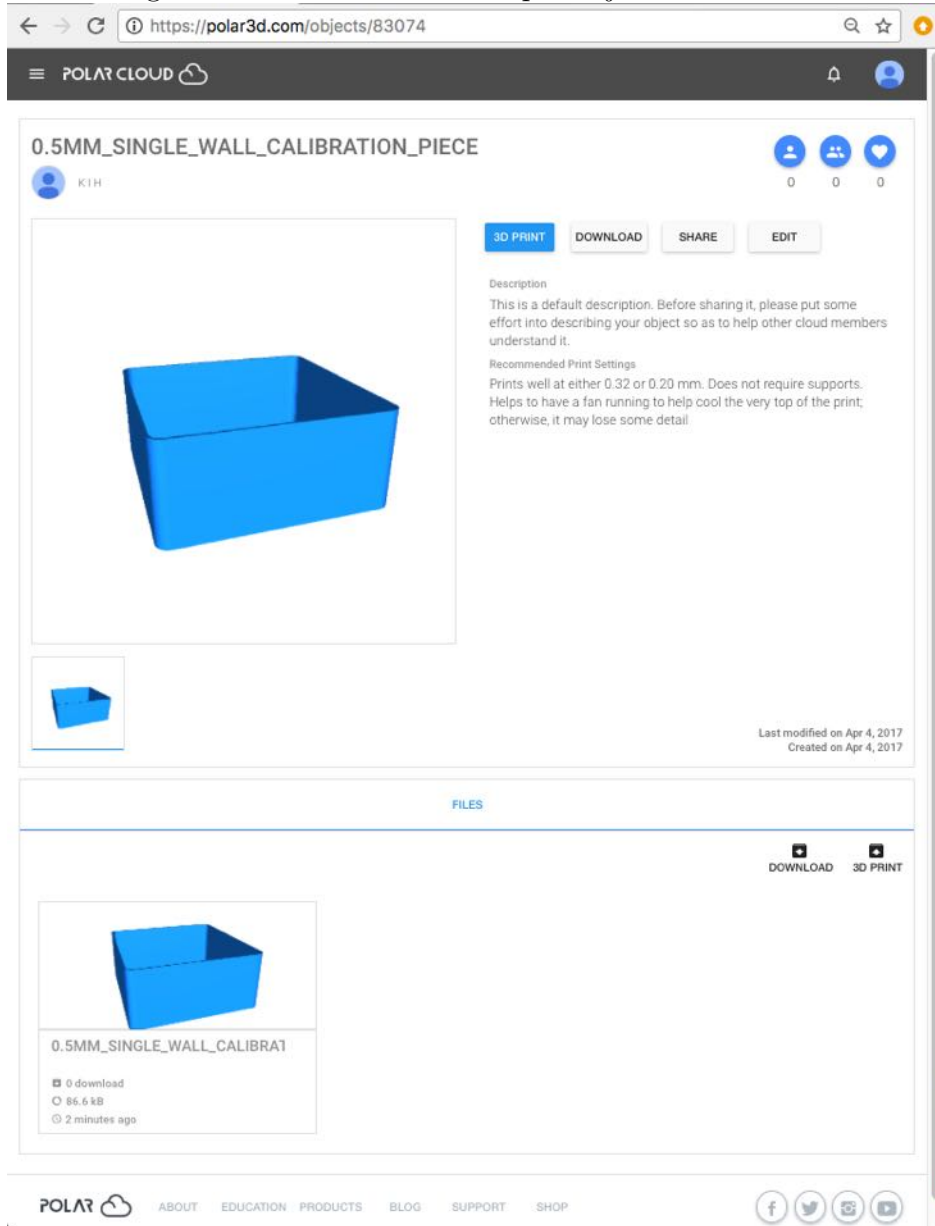 https://polar3d.com/objects/83074
POLAR CLOUD
0.5MM_SINGLE_WALL_CALIBRATION_PIECE
KIH
0 0 0
3D PRINT DOWNLOAD SHARE EDIT
Description
This is a default description. Before sharing it, please put some
effort into describing your object so as to help other cloud members
understand it.
Recommended Print Settings
Prints well at either 0.32 or 0.20 mm. Does not require supports.
Helps to have a fan running to help cool the very top of the print;
otherwise, it may lose some detail
Last modified on Apr 4, 2017
Created on Apr 4, 2017
FILES
DOWNLOAD 3D PRINT
0.5MM_SINGLE_WALL_CALIBRAT
0 download
86.6 kB
2 minutes ago
POLAR ABOUT EDUCATION PRODUCTS BLOG SUPPORT SHOP